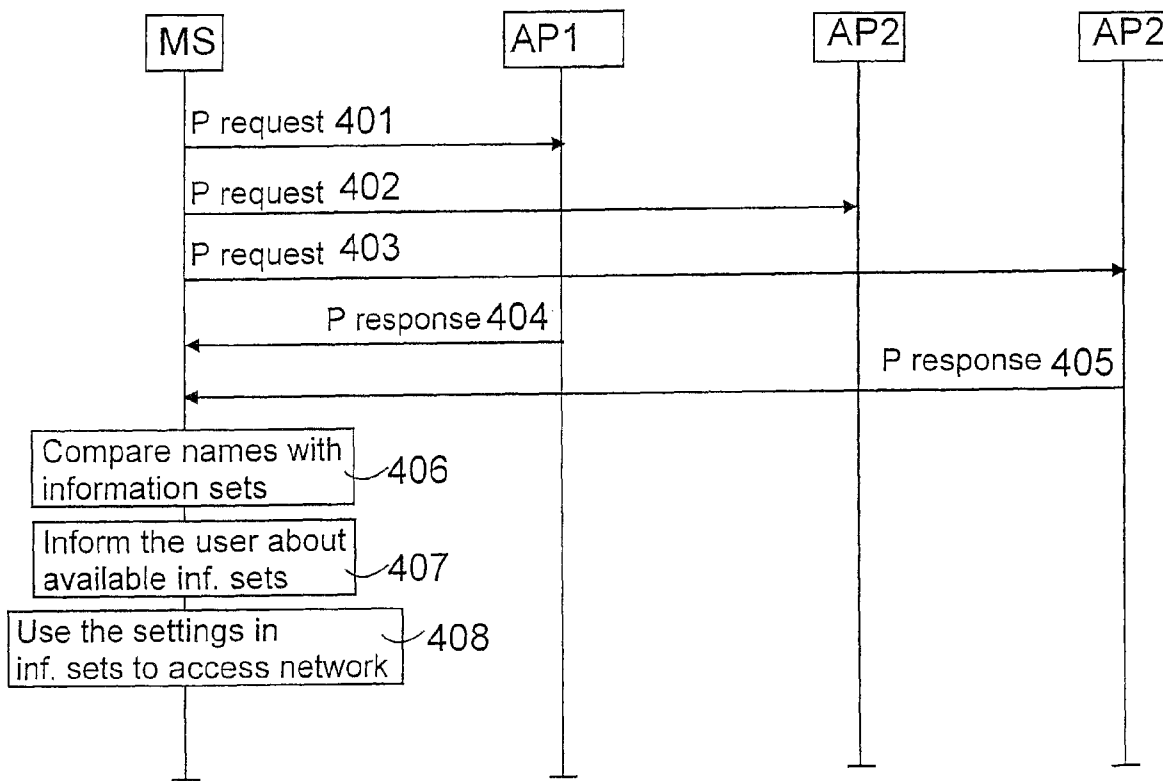 MS
AP1
AP2
AP2
P request 401
P request 402
P request 403
P response 404
P response 405
Compare names with
information sets
406
Inform the user about
available inf. sets
407
Use the settings in
inf. sets to access network
408